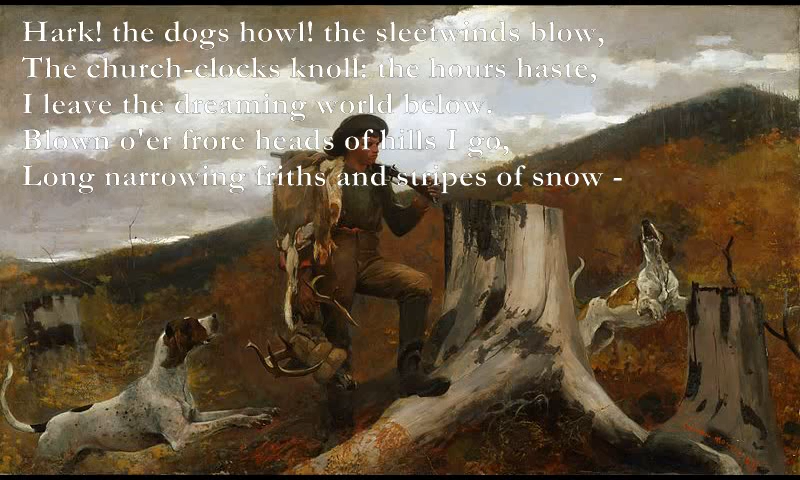 Hark! the dogs howl! the sleetwinds blow,
The church-clocks knoll: the hours haste,
I leave the dreaming world below.
Blown o'er frore heads of hills I go,
Long narrowing friths and stripes of snow -